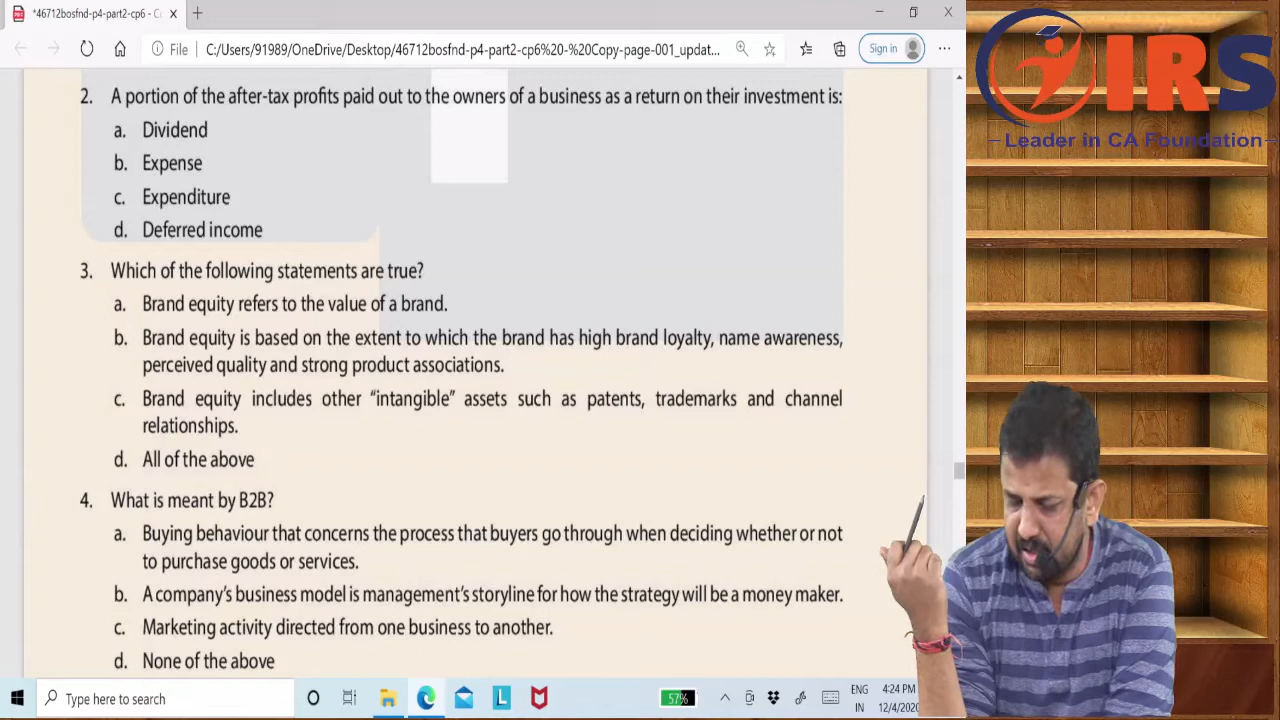 *46712bosfnd-p4-part2-cp6 - Co
File
C:/Users/91989/OneDrive/Desktop/46712bosfnd-p4-part2-cp6%20-%20Copy-page-001_updat...
Sign in
IRS
Leader in CA Foundation
2. A portion of the after-tax profits paid out to the owners of a business as a return on their investment is:
a. Dividend
b. Expense
c. Expenditure
d. Deferred income
3. Which of the following statements are true?
a. Brand equity refers to the value of a brand.
b. Brand equity is based on the extent to which the brand has high brand loyalty, name awareness,
perceived quality and strong product associations.
c. Brand equity includes other “intangible” assets such as patents, trademarks and channel
relationships.
d. All of the above
4. What is meant by B2B?
a. Buying behaviour that concerns the process that buyers go through when deciding whether or not
to purchase goods or services.
b. A company’s business model is management’s storyline for how the strategy will be a money maker.
c. Marketing activity directed from one business to another.
d. None of the above
Type here to search
57%
ENG
IN
4:24 PM
12/4/2020